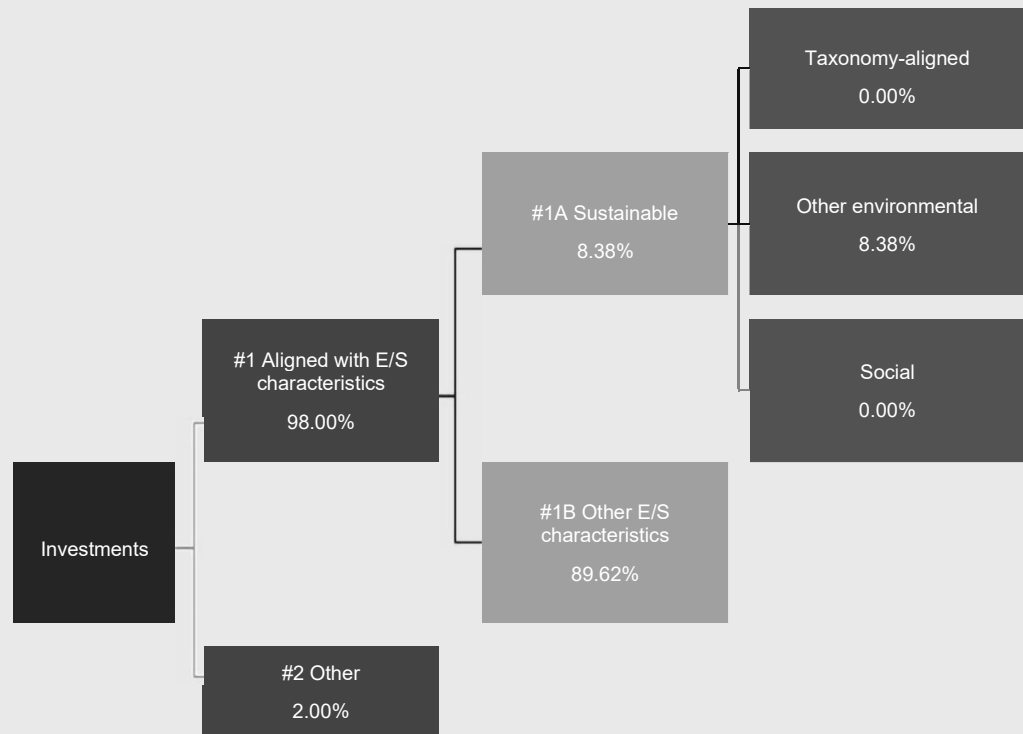 Taxonomy-aligned
0.00%
#1A Sustainable
8.38%
Other environmental
8.38%
#1 Aligned with E/S
characteristics
98.00%
Social
0.00%
Investments
#1B Other E/S
characteristics
89.62%
#2 Other
2.00%